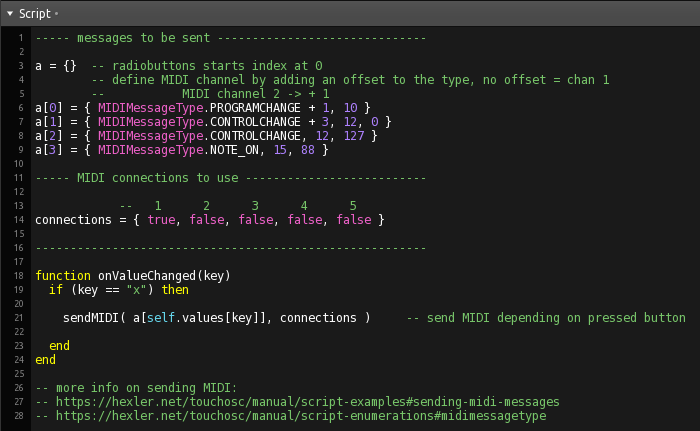 Script
1 ----- messages to be sent ------------------------------
2
3 a = {}  -- radiobuttons starts index at 0
4         -- define MIDI channel by adding an offset to the type, no offset = chan 1
5         --           MIDI channel 2 -> + 1
6 a[0] = { MIDIMessageType.PROGRAMCHANGE + 1, 10 }
7 a[1] = { MIDIMessageType.CONTROLCHANGE + 3, 12, 0 }
8 a[2] = { MIDIMessageType.CONTROLCHANGE, 12, 127 }
9 a[3] = { MIDIMessageType.NOTE_ON, 15, 88 }
10
11 ----- MIDI connections to use --------------------------
12
13             --   1      2      3      4      5
14 connections = { true, false, false, false, false }
15
16 --------------------------------------------------------
17
18 function onValueChanged(key)
19   if (key == "x") then
20
21     sendMIDI( a[self.values[key]], connections )     -- send MIDI depending on pressed button
22
23   end
24 end
25
26 -- more info on sending MIDI:
27 -- https://hexler.net/touchosc/manual/script-examples#sending-midi-messages
28 -- https://hexler.net/touchosc/manual/script-enumerations#midimessagetype